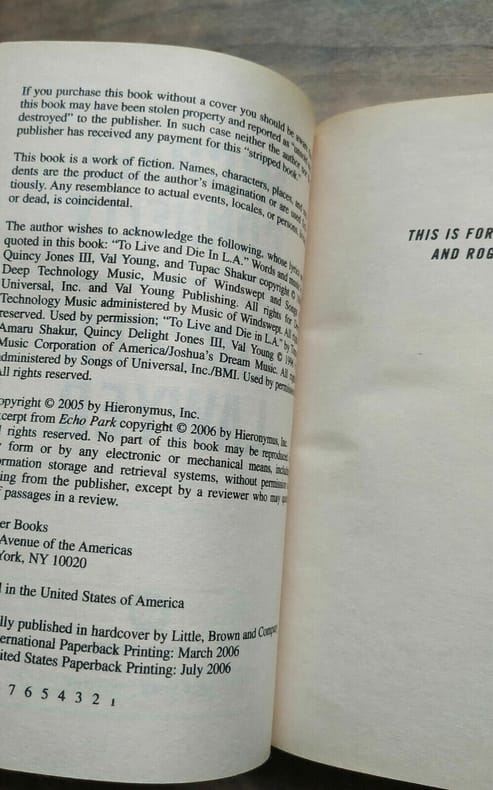 If you purchase this book without a cover you should be aware
this book may have been stolen property and reported as "unsold
destroyed" to the publisher. In such case neither the author nor
publisher has received any payment for this "stripped book."
This book is a work of fiction. Names, characters, places, and
dents are the product of the author's imagination or are used
tiously. Any resemblance to actual events, locales, or persons,
or dead, is coincidental.
The author wishes to acknowledge the following, whose lyrics
quoted in this book: "To Live and Die In L.A." Words and music
Quincy Jones III, Val Young, and Tupac Shakur copyright ©
Deep Technology Music, Music of Windswept and Songs
Universal, Inc. and Val Young Publishing. All rights for
Technology Music administered by Music of Windswept. All
reserved. Used by permission; "To Live and Die in L.A." by
Amaru Shakur, Quincy Delight Jones III, Val Young ©
Music Corporation of America/Joshua's Dream Music. All
dministered by Songs of Universal, Inc./BMI. Used by permis
All rights reserved.
opyright © 2005 by Hieronymus, Inc.
cerpt from Echo Park copyright © 2006 by Hieronymus, Inc.
l rights reserved. No part of this book may be reproduced
form or by any electronic or mechanical means, includ
ormation storage and retrieval systems, without permission
ing from the publisher, except by a reviewer who may qu
f passages in a review.
er Books
Avenue of the Americas
York, NY 10020
l in the United States of America
lly published in hardcover by Little, Brown and Compan
ernational Paperback Printing: March 2006
ited States Paperback Printing: July 2006
7 6 5 4 3 2 1
THIS IS FOR
AND ROG